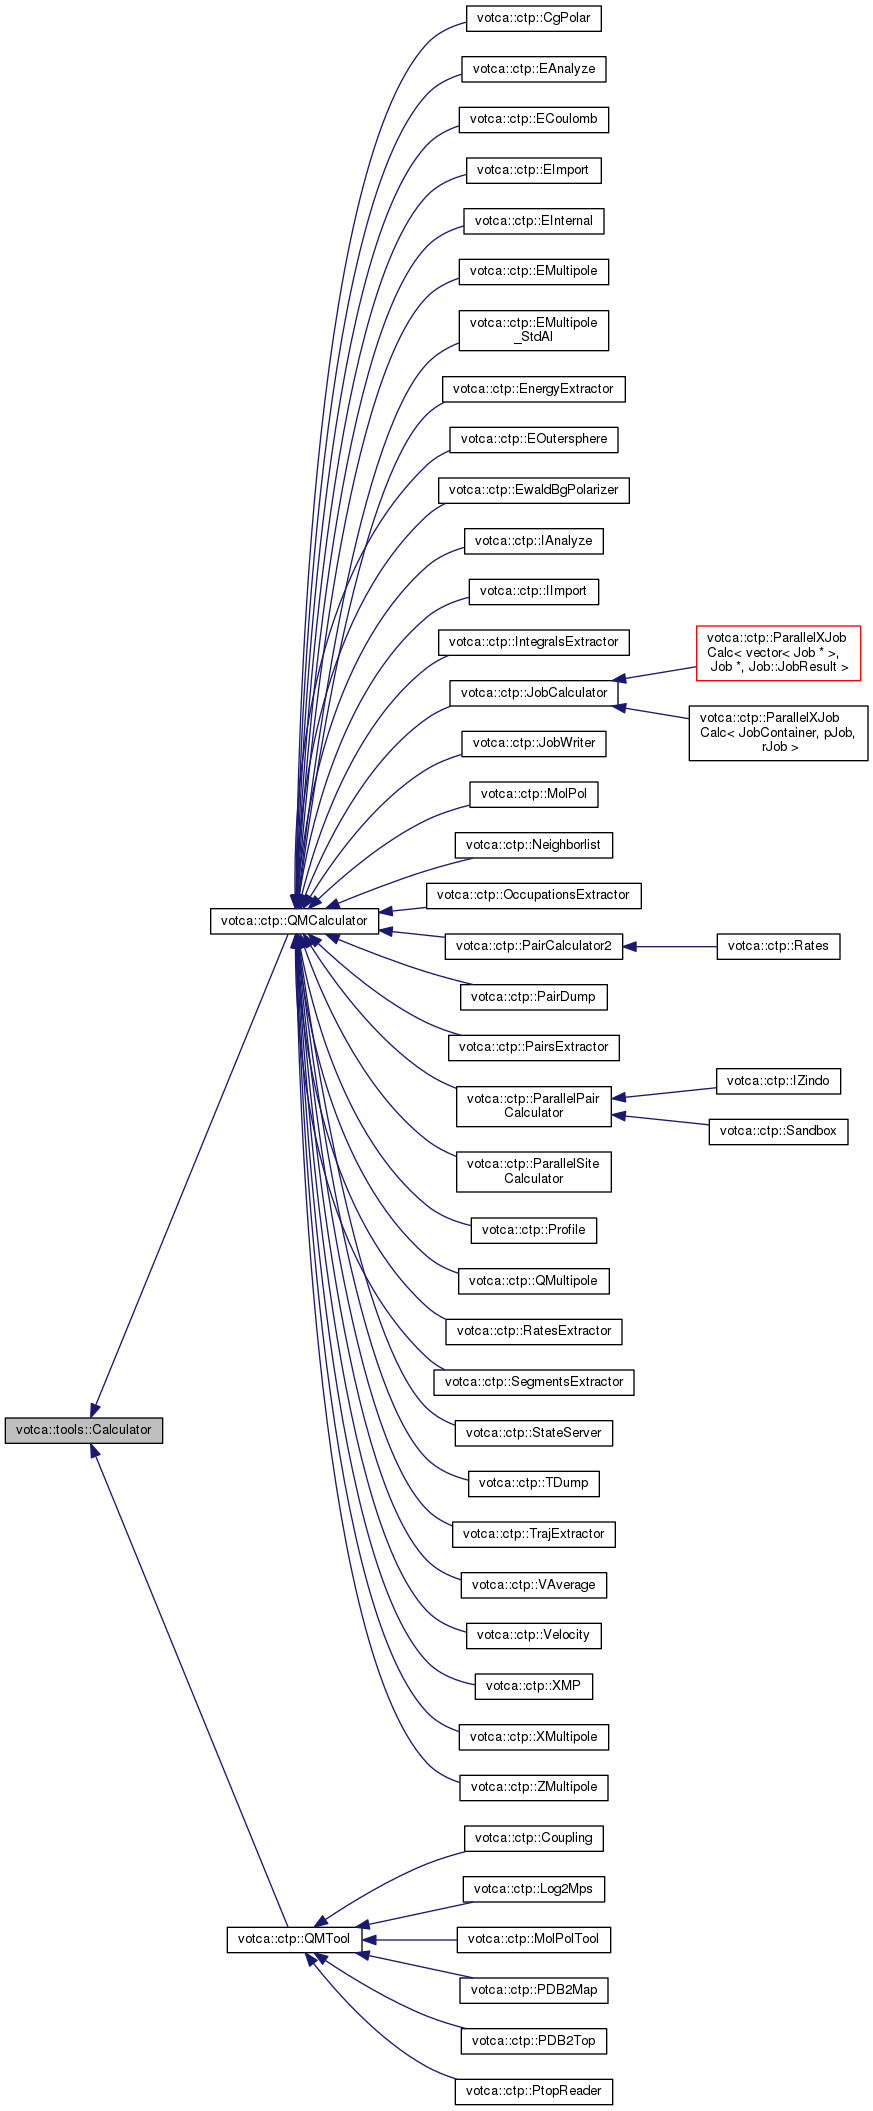 votca::ctp::CgPolar
votca::ctp::EAnalyze
votca::ctp::ECoulomb
votca::ctp::EImport
votca::ctp::EInternal
votca::ctp::EMultipole
votca::ctp::EMultipole
_StdAl
votca::ctp::EnergyExtractor
votca::ctp::EOutersphere
votca::ctp::EwaldBgPolarizer
votca::ctp::IAnalyze
votca::ctp::IImport
votca::ctp::IntegralsExtractor
votca::ctp::ParallelXJob
Calc< vector< Job * >,
Job *, Job::JobResult >
votca::ctp::JobCalculator
votca::ctp::ParallelXJob
Calc< JobContainer, pJob,
rJob >
votca::ctp::JobWriter
votca::ctp::MolPol
votca::ctp::Neighborlist
votca::ctp::OccupationsExtractor
votca::ctp::QMCalculator
votca::ctp::PairCalculator2
votca::ctp::Rates
votca::ctp::PairDump
votca::ctp::PairsExtractor
votca::ctp::ParallelPair
Calculator
votca::ctp::IZindo
votca::ctp::Sandbox
votca::ctp::ParallelSite
Calculator
votca::ctp::Profile
votca::ctp::QMultipole
votca::ctp::RatesExtractor
votca::ctp::SegmentsExtractor
votca::tools::Calculator
votca::ctp::StateServer
votca::ctp::TDump
votca::ctp::TrajExtractor
votca::ctp::VAverage
votca::ctp::Velocity
votca::ctp::XMP
votca::ctp::XMultipole
votca::ctp::ZMultipole
votca::ctp::Coupling
votca::ctp::Log2Mps
votca::ctp::QMTool
votca::ctp::MolPolTool
votca::ctp::PDB2Map
votca::ctp::PDB2Top
votca::ctp::PtopReader